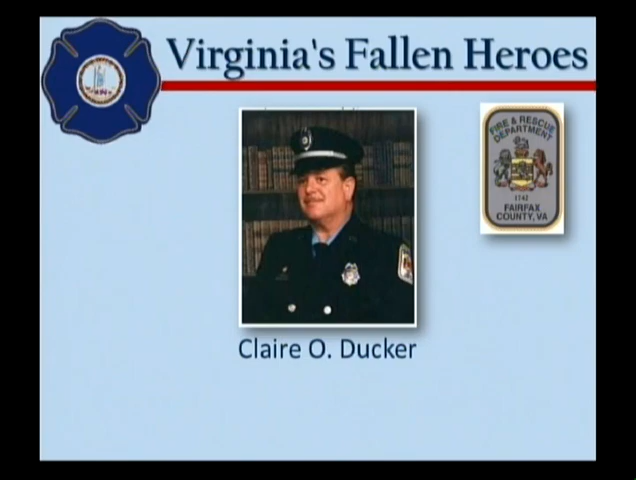 Virginia's Fallen Heroes
FIRE & RESCUE
DEPARTMENT
1742
FAIRFAX
COUNTY, VA
Claire O. Ducker